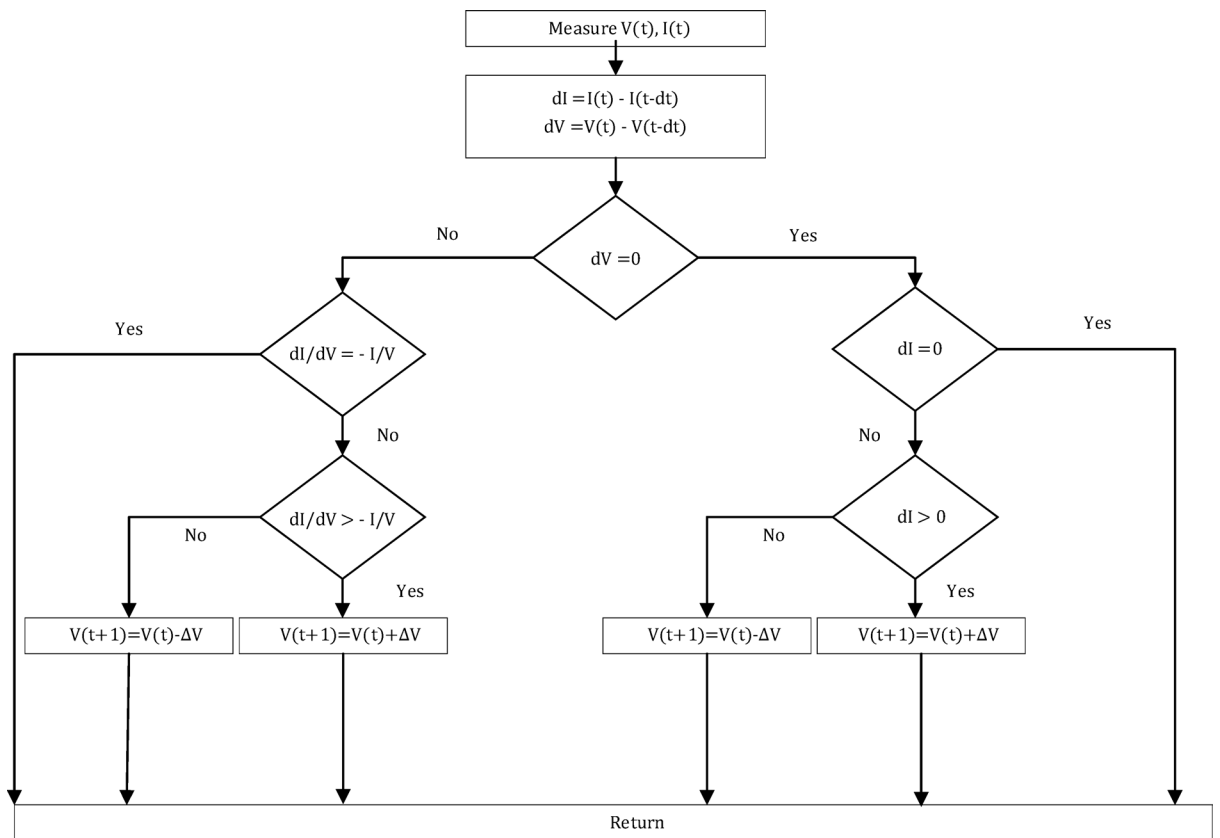 Measure V(t), I(t)
dI =I(t) - I(t-dt)
dV =V(t) - V(t-dt)
No
Yes
dV =0
Yes
Yes
dI/dV = - I/V
dI =0
No
No
dI/dV > - I/V
dI > 0
No
No
Yes
Yes
V(t+1)=V(t)-ΔV
V(t+1)=V(t)+ΔV
V(t+1)=V(t)-ΔV
V(t+1)=V(t)+ΔV
Return